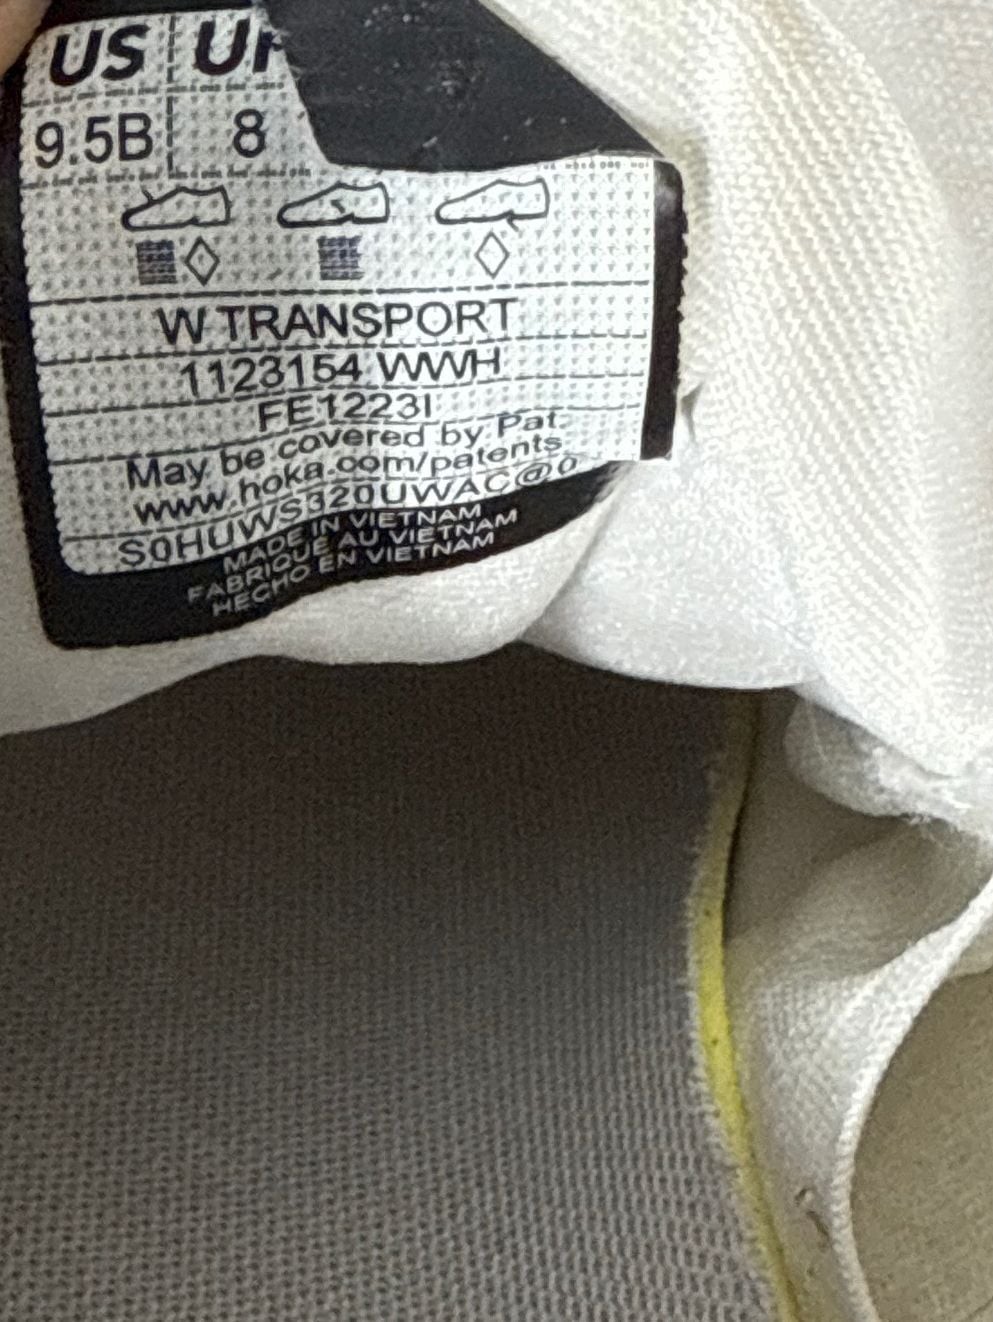 US
9.5B 8
W TRANSPORT
1123154 WWH
FE1223I
May be covered by Pat.
www.hoka.com/patents
S0HUWS320UWAC@0
MADE IN VIETNAM
FABRIQUÉ AU VIETNAM
HECHO EN VIETNAM